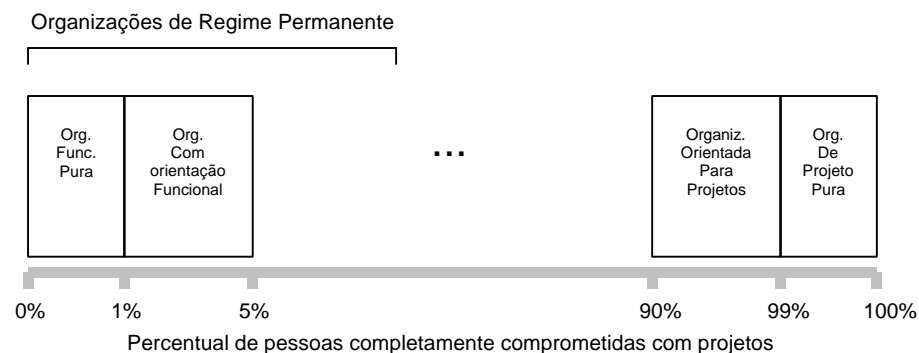 Organizações de Regime Permanente
Org.
Func.
Pura
Org.
Com
orientação
Funcional
...
Organiz.
Orientada
Para
Projetos
Org.
De
Projeto
Pura
0% 1% 5% 90% 99% 100%
Percentual de pessoas completamente comprometidas com projetos